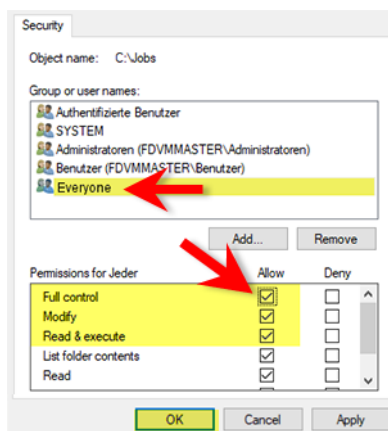 Security
Object name: C:\Jobs
Group or user names:
Authentifizierte Benutzer
SYSTEM
Administratoren (FDVMMASTER\Administratoren)
Benutzer (FDVMMASTER\Benutzer)
Everyone
Add... Remove
Permissions for Jeder Allow Deny
Full control
Modify
Read & execute
List folder contents
Read
OK Cancel Apply